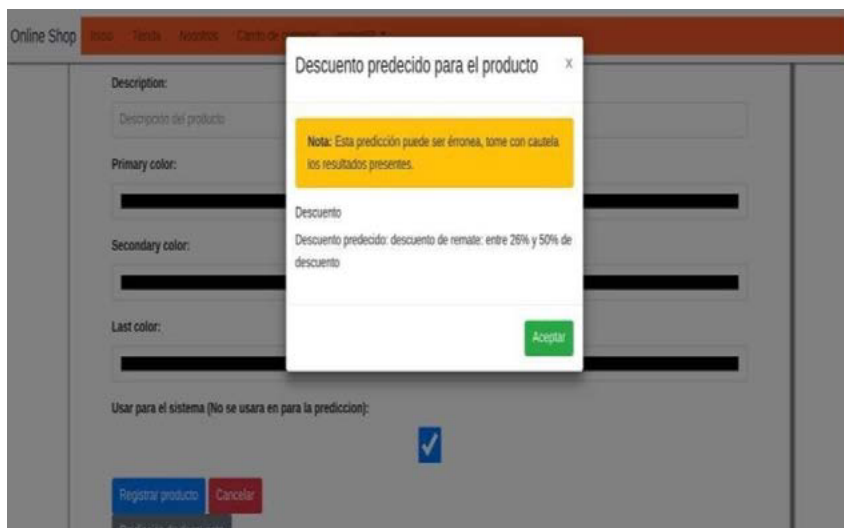 Online Shop
Inicio Tienda Nosotros Carrito de
Descuento predecido para el producto x
Description:
Descripción del producto
Nota: Esta predicción puede ser érronea, tome con cautela
los resultados presentes.
Primary color:
Descuento
Descuento predecido: descuento de remate: entre 26% y 50% de
descuento
Secondary color:
Last color:
Aceptar
Usar para el sistema (No se usara en para la prediccion):
Registrar producto Cancelar